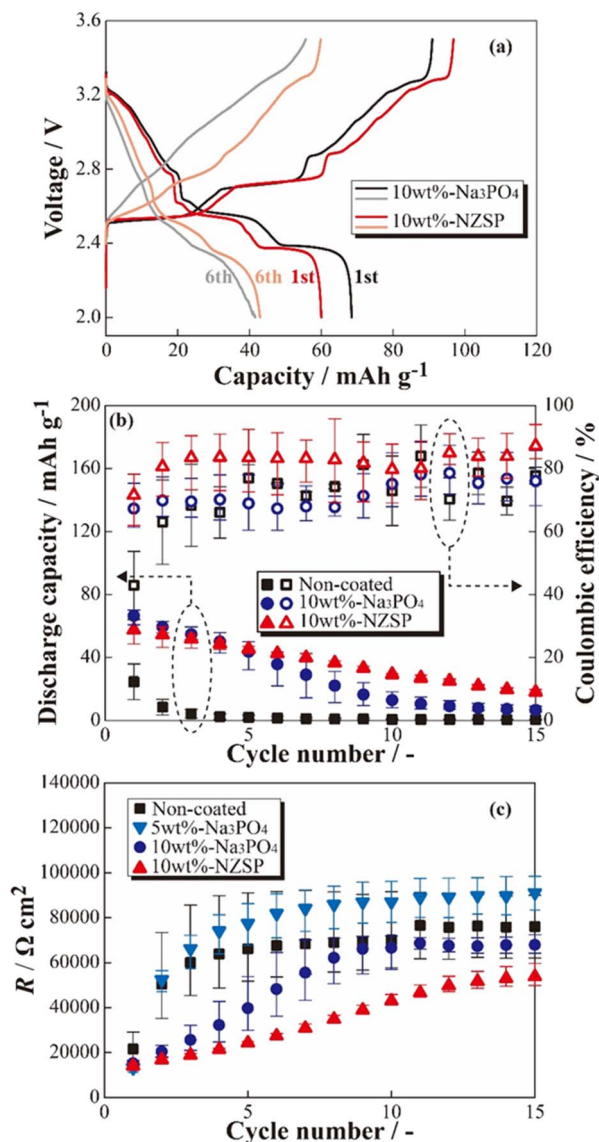 (a)
3.6
3.2
2.8
2.4
2.0
Voltage / V
10wt%-Na₃PO₄
10wt%-NZSP
6th 6th 1st 1st
0 20 40 60 80 100 120
Capacity / mAh g⁻¹
(b)
200
160
120
80
40
0
Discharge capacity / mAh g⁻¹
100
80
60
40
20
0
Coulombic efficiency / %
Non-coated
10wt%-Na₃PO₄
10wt%-NZSP
0 5 10 15
Cycle number / -
(c)
140000
120000
100000
80000
60000
40000
20000
0
R / Ω cm²
Non-coated
5wt%-Na₃PO₄
10wt%-Na₃PO₄
10wt%-NZSP
0 5 10 15
Cycle number / -